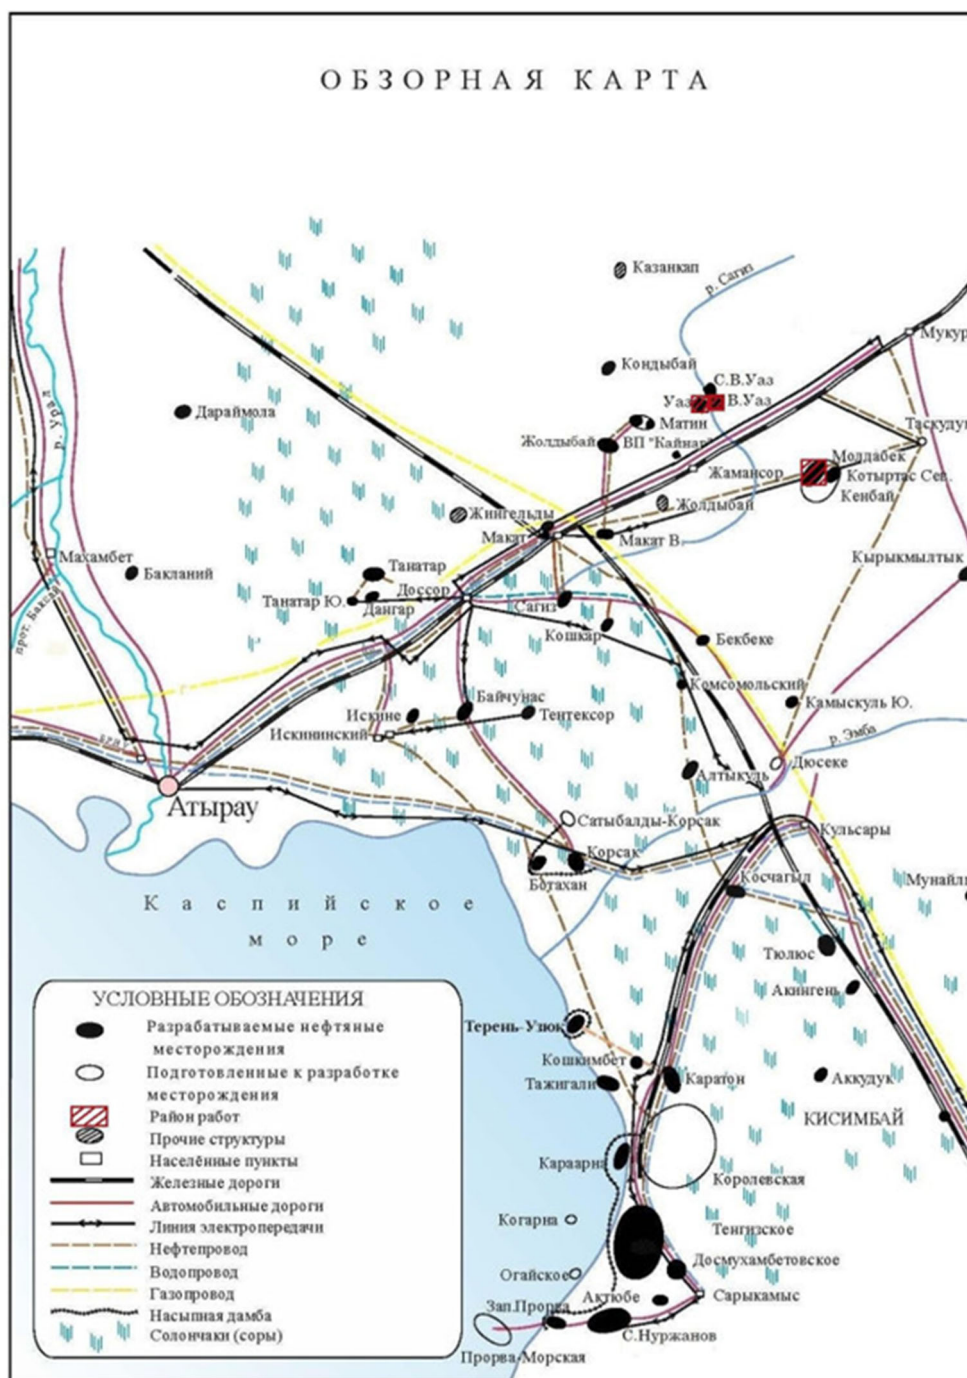 ОБЗОРНАЯ КАРТА
Казанкап
р. Сагиз
Мукур
Кондыбай
С.В.Уаз
Уаз
В.Уаз
Дараймола
р. Урал
Матин
Жолдыбай
ВП "Кайнар"
Таскудук
Молдабек
Жамансор
Котыртас Сев.
Кенбай
Жолдыбай
Жингельды
Макат
Макат В.
Махамбет
Бакланий
Танатар
Кырыкмылтык
Доссор
Танатар Ю.
Дангар
Сагиз
прот. Баксай
Кошкар
Бекбеке
Комсомольский
Байчунас
Камыскуль Ю.
Искине
Тентексор
Искининский
р. Эмба
Дюсеке
Алтыкуль
Атырау
Сатыбалды-Корсак
Кульсары
Корсак
Ботахан
Косчагыл
Мунайлы
Каспийское
море
Тюлюс
Акингень
УСЛОВНЫЕ ОБОЗНАЧЕНИЯ
Разрабатываемые нефтяные
месторождения
Подготовленные к разработке
месторождения
Район работ
Прочие структуры
Населённые пункты
Железные дороги
Автомобильные дороги
Линия электропередачи
Нефтепровод
Водопровод
Газопровод
Насыпная дамба
Солончаки (соры)
Терень-Узюк
Кошкимбет
Тажигали
Каратон
Аккудук
КИСИМБАЙ
Караарна
Королевская
Когарна
Тенгизское
Досмухамбетовское
Огайское
Актюбе
Сарыкамыс
Зап.Прорва
С.Нуржанов
Прорва-Морская